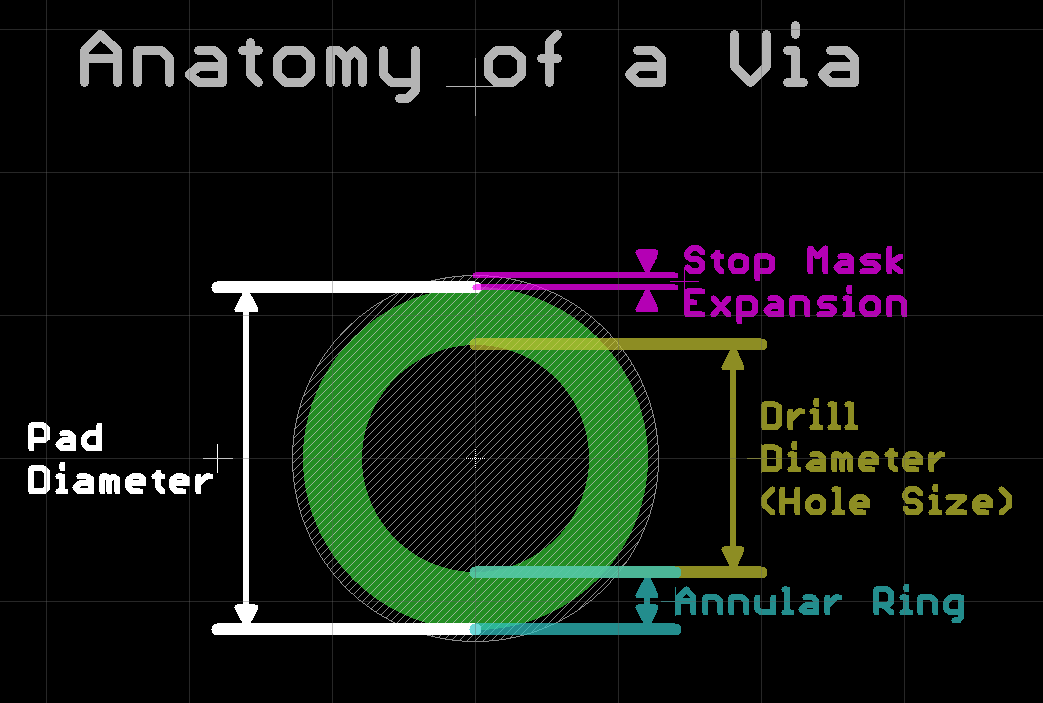 Anatomy of a Via
Stop Mask
Expansion
Pad
Diameter
Drill
Diameter
(Hole Size)
Annular Ring